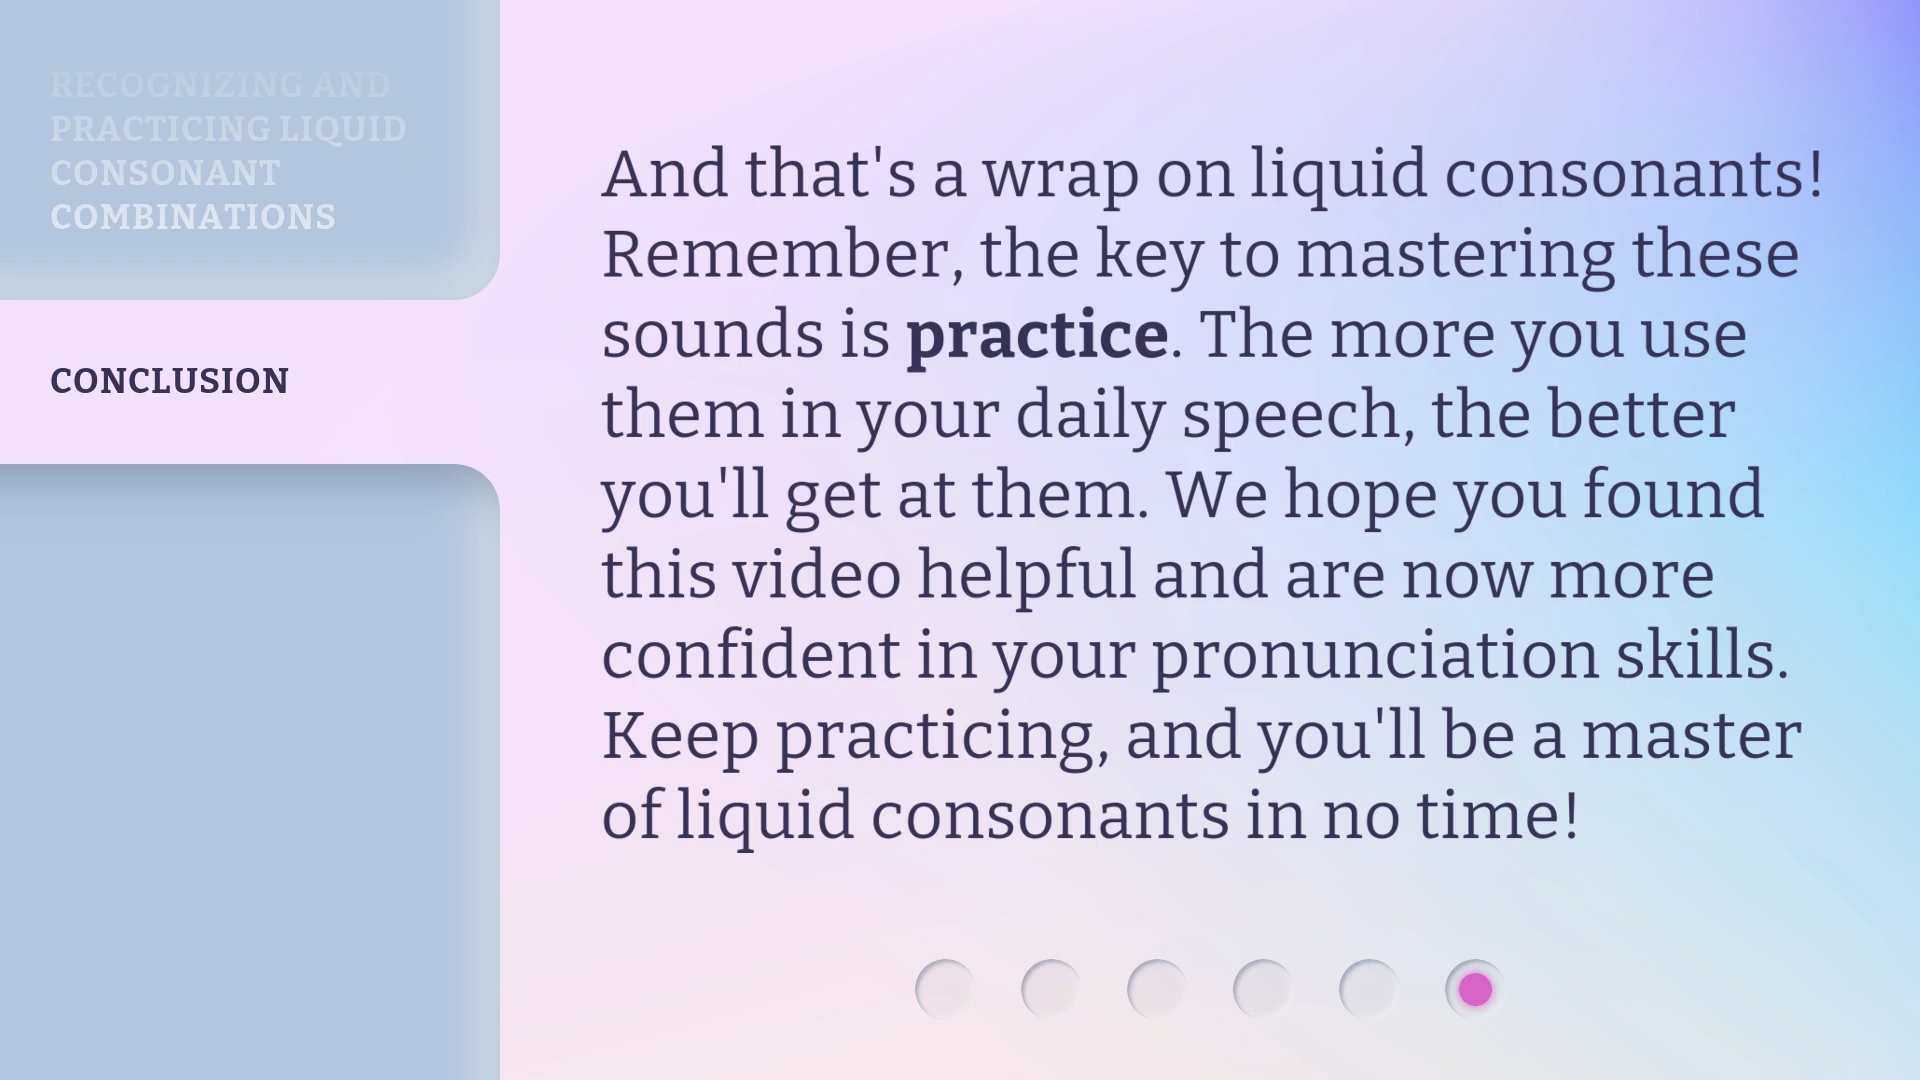 RECOGNIZING AND
PRACTICING LIQUID
CONSONANT
COMBINATIONS
CONCLUSION
And that's a wrap on liquid consonants!
Remember, the key to mastering these
sounds is practice. The more you use
them in your daily speech, the better
you'll get at them. We hope you found
this video helpful and are now more
confident in your pronunciation skills.
Keep practicing, and you'll be a master
of liquid consonants in no time!